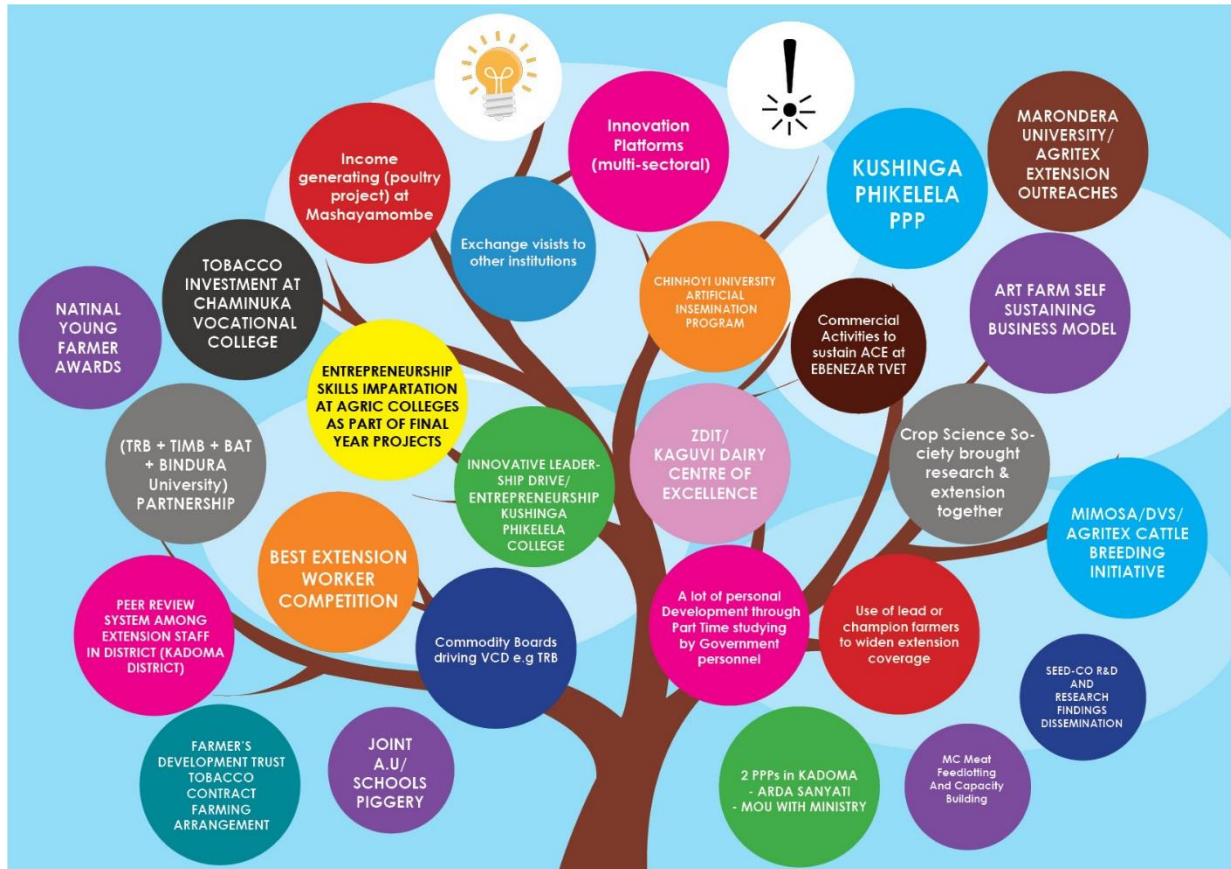 Income
generating (poultry
project) at
Mashayamombe
Innovation
Platforms
(multi-sectoral)
KUSHINGA
PHIKELELA
PPP
MARONDERA
UNIVERSITY/
AGRITEX
EXTENSION
OUTREACHES
Exchange visists to
other institutions
TOBACCO
INVESTMENT AT
CHAMINUKA
VOCATIONAL
COLLEGE
NATINAL
YOUNG
FARMER
AWARDS
CHINHOYI UNIVERSITY
ARTIFICIAL
INSEMINATION
PROGRAM
Commercial
Activities to
sustain ACE at
EBENEZAR TVET
ART FARM SELF
SUSTAINING
BUSINESS MODEL
ENTREPRENEURSHIP
SKILLS IMPARTATION
AT AGRIC COLLEGES
AS PART OF FINAL
YEAR PROJECTS
(TRB + TIMB + BAT
+ BINDURA
University)
PARTNERSHIP
INNOVATIVE LEADER-
SHIP DRIVE/
ENTREPRENEURSHIP
KUSHINGA
PHIKELELA
COLLEGE
ZDIT/
KAGUVI DAIRY
CENTRE OF
EXCELLENCE
Crop Science So-
ciety brought
research &
extension
together
MIMOSA/DVS/
AGRITEX CATTLE
BREEDING
INITIATIVE
BEST EXTENSION
WORKER
COMPETITION
PEER REVIEW
SYSTEM AMONG
EXTENSION STAFF
IN DISTRICT (KADOMA
DISTRICT)
Commodity Boards
driving VCD e.g TRB
A lot of personal
Development through
Part Time studying
by Government
personnel
Use of lead or
champion farmers
to widen extension
coverage
SEED-CO R&D
AND
RESEARCH
FINDINGS
DISSEMINATION
FARMER'S
DEVELOPMENT TRUST
TOBACCO
CONTRACT
FARMING
ARRANGEMENT
JOINT
A.U/
SCHOOLS
PIGGERY
2 PPPs in KADOMA
- ARDA SANYATI
- MOU WITH MINISTRY
MC Meat
Feedlotting
And Capacity
Building